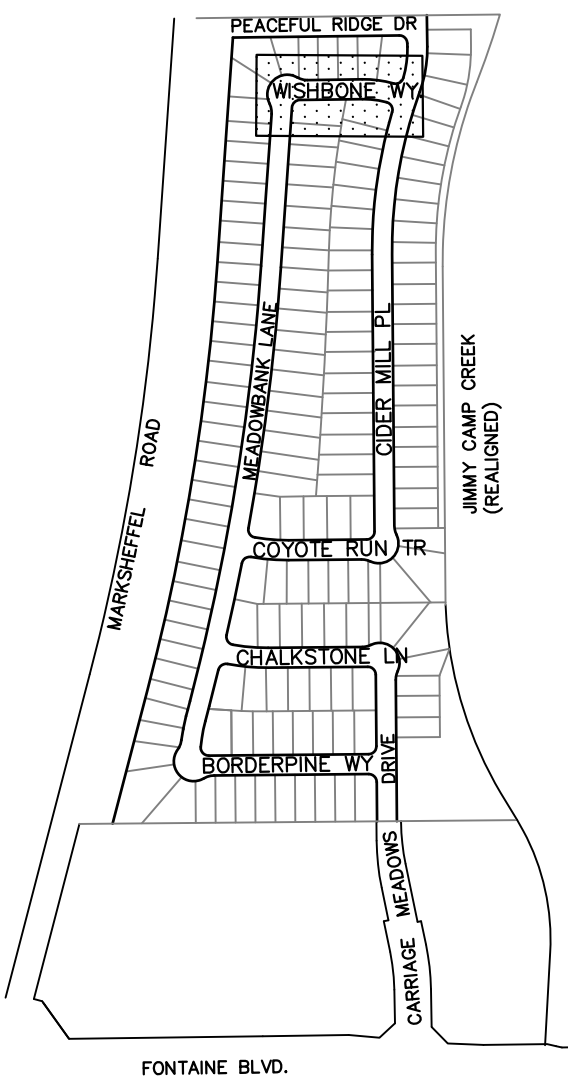 PEACEFUL RIDGE DR
WISHBONE WY
MEADOWBANK LANE
CIDER MILL PL
JIMMY CAMP CREEK
(REALIGNED)
MARKSHEFFEL ROAD
COYOTE RUN TR
CHALKSTONE LN
BORDERPINE WY
CARRIAGE MEADOWS DRIVE
FONTAINE BLVD.